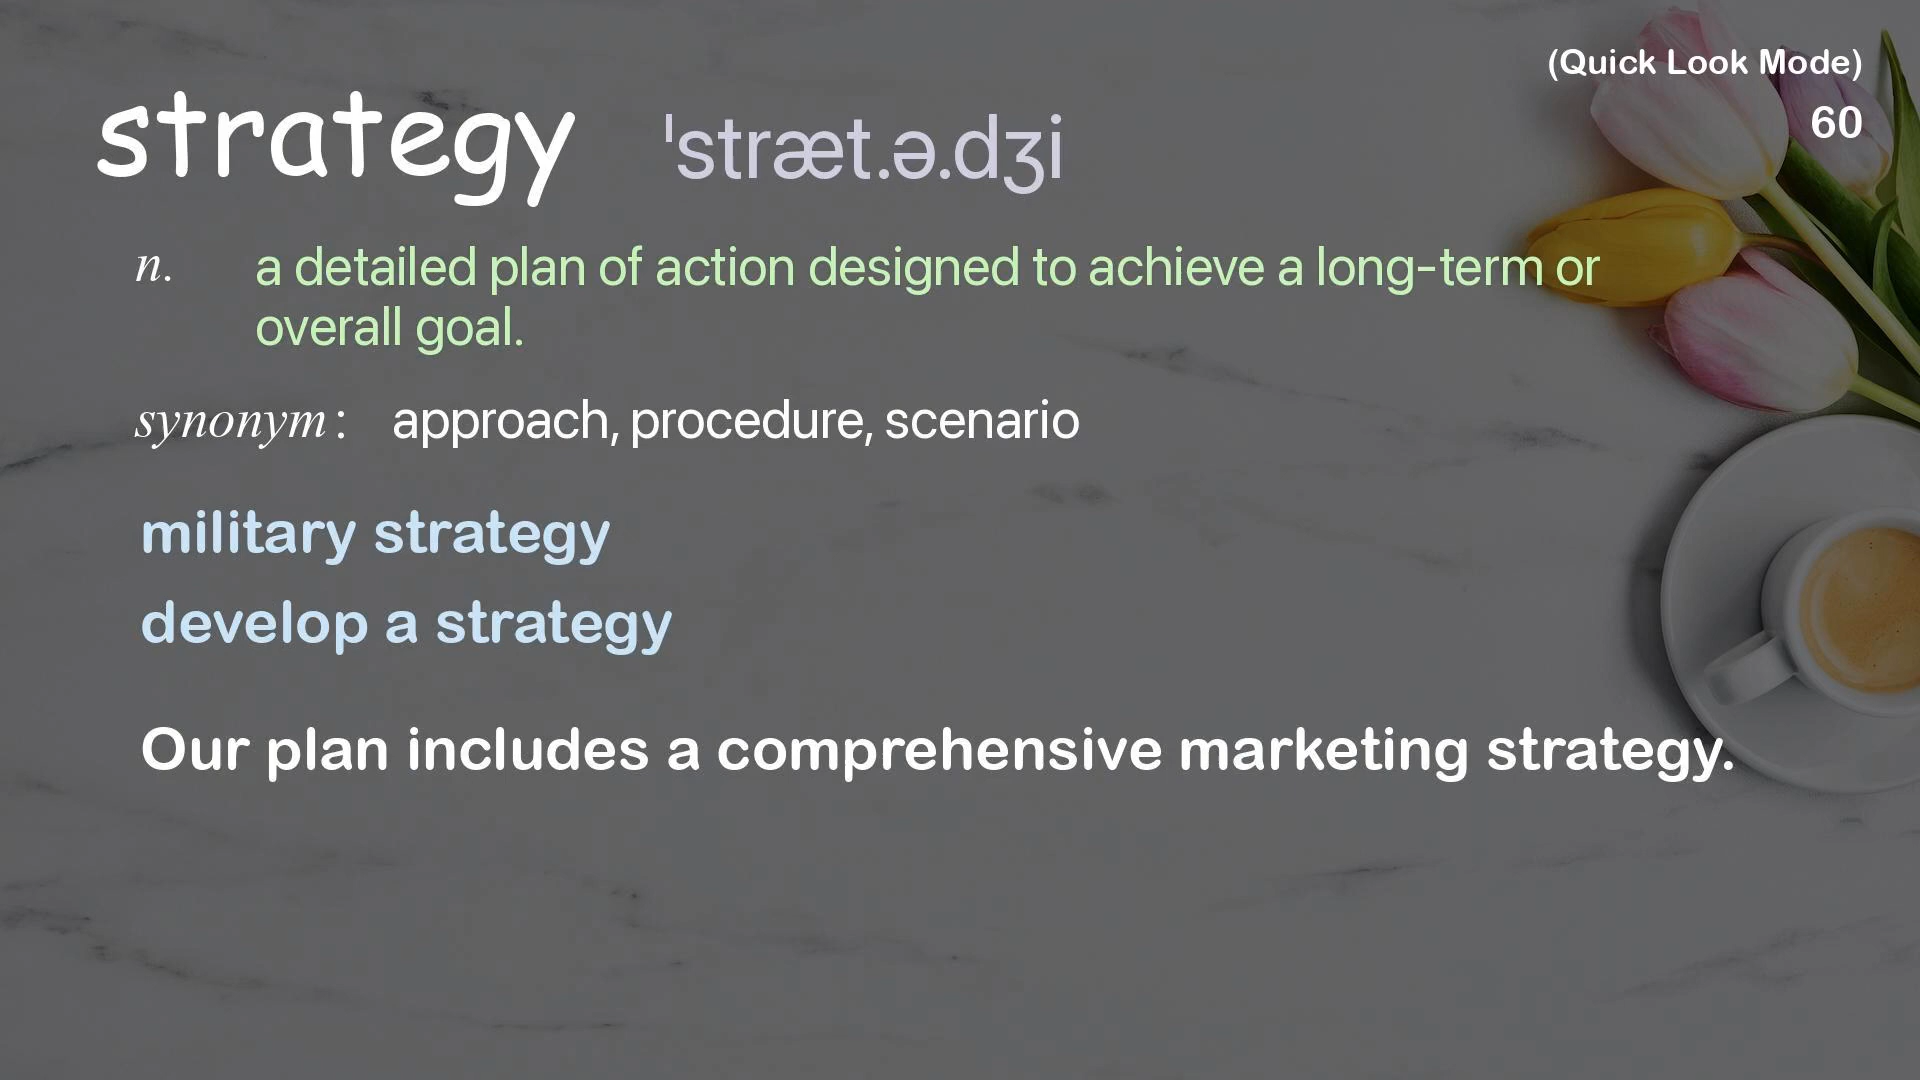 (Quick Look Mode)
60
strategy ˈstræt.ə.dʒi
n. a detailed plan of action designed to achieve a long-term or
overall goal.
synonym: approach, procedure, scenario
military strategy
develop a strategy
Our plan includes a comprehensive marketing strategy.